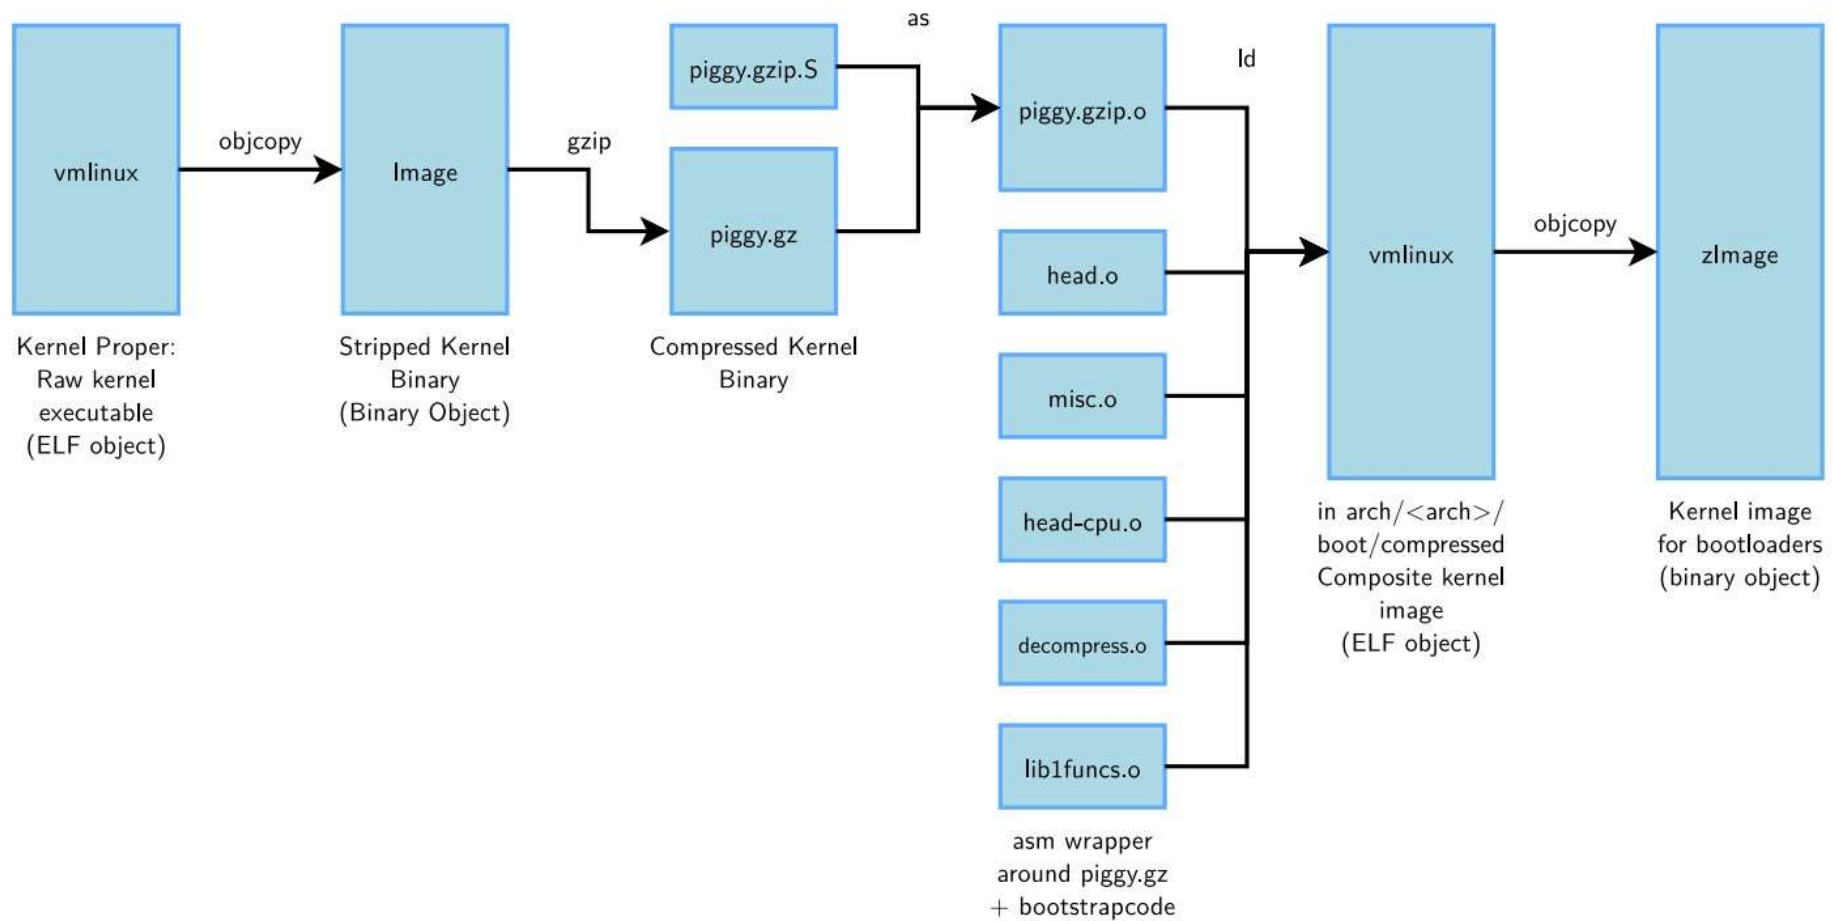 as
ld
piggy.gzip.S
piggy.gzip.o
objcopy
gzip
vmlinux
Image
piggy.gz
head.o
vmlinux
objcopy
zImage
Kernel Proper:
Raw kernel
executable
(ELF object)
Stripped Kernel
Binary
(Binary Object)
Compressed Kernel
Binary
misc.o
head-cpu.o
decompress.o
lib1funcs.o
asm wrapper
around piggy.gz
+ bootstrapcode
in arch/<arch>/
boot/compressed
Composite kernel
image
(ELF object)
Kernel image
for bootloaders
(binary object)